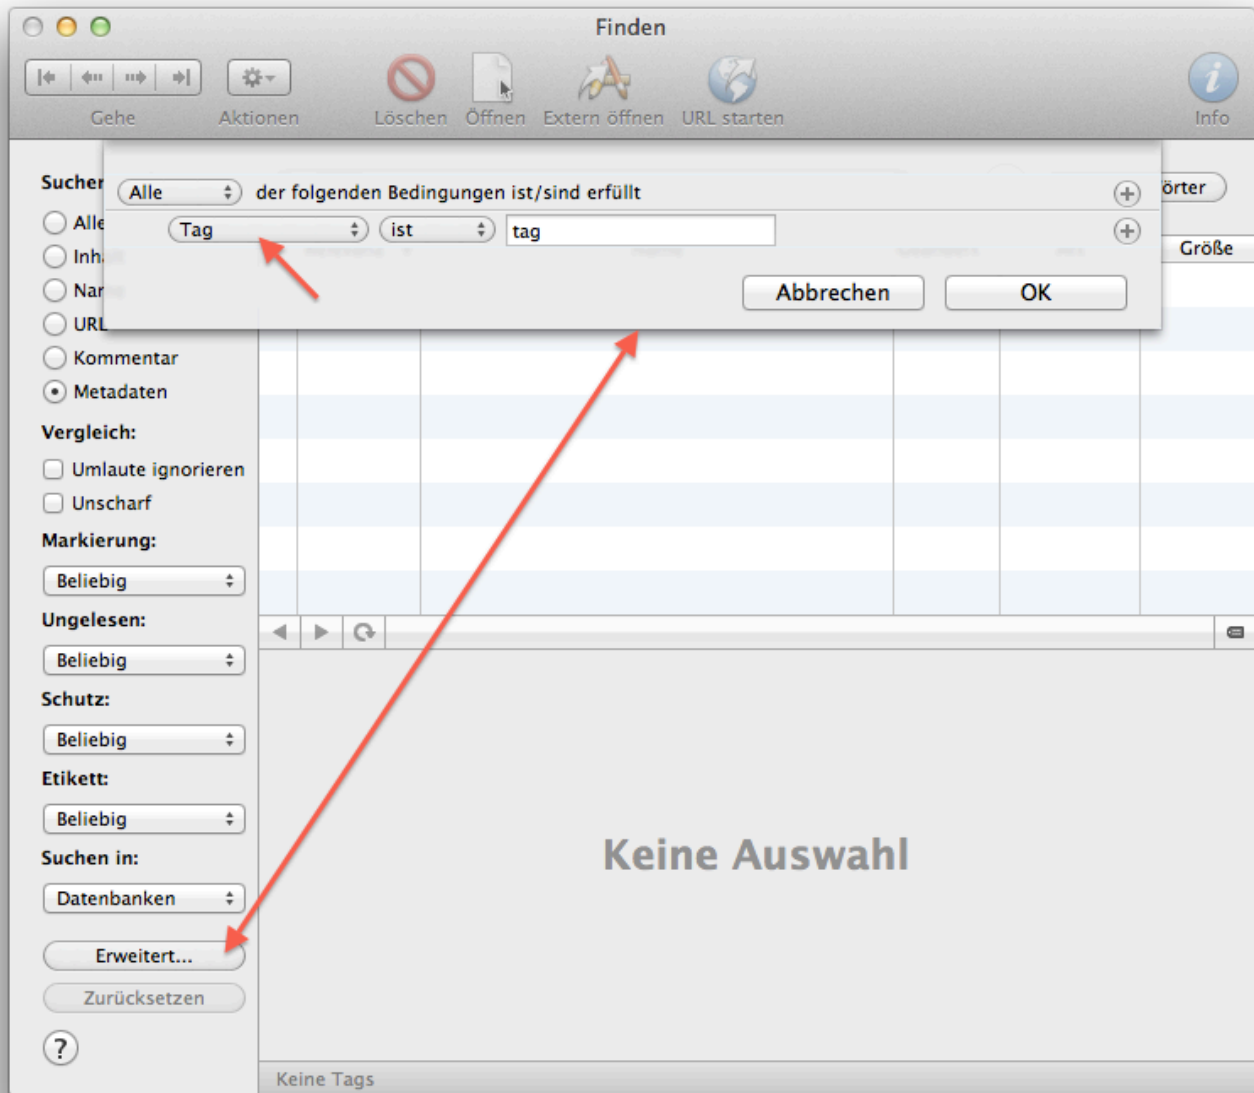 Finden
Gehe
Aktionen
Löschen
Öffnen
Extern öffnen
URL starten
Info
Alle der folgenden Bedingungen ist/sind erfüllt
Tag ist tag
Abbrechen
OK
Größe
Alle
URL
Kommentar
Metadaten
Vergleich:
Umlaute ignorieren
Unscharf
Markierung:
Beliebig
Ungelesen:
Beliebig
Schutz:
Beliebig
Etikett:
Beliebig
Suchen in:
Datenbanken
Erweitert...
Zurücksetzen
?
Keine Auswahl
Keine Tags